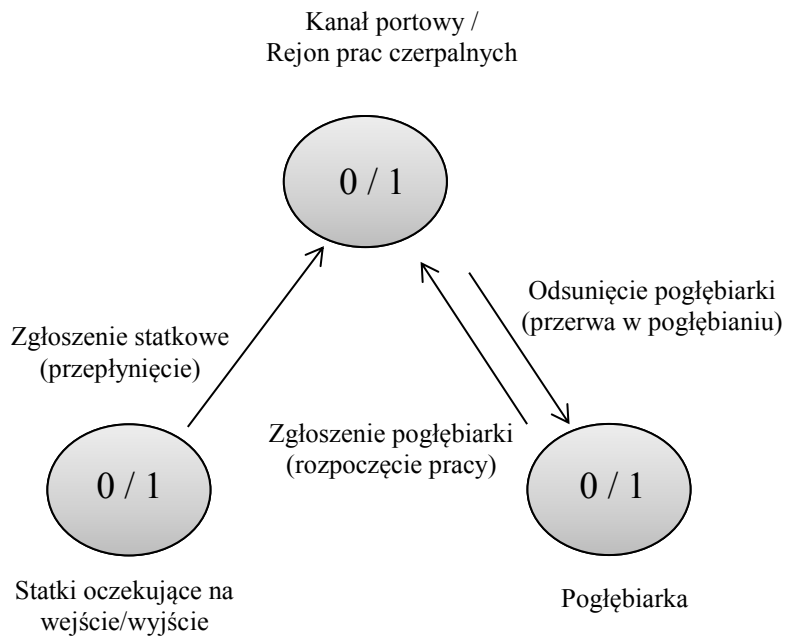 Kanał portowy /
Rejon prac czerpalnych
0 / 1
Odsunięcie pogłębiarki
(przerwa w pogłębianiu)
Zgłoszenie statkowe
(przepłynięcie)
Zgłoszenie pogłębiarki
(rozpoczęcie pracy)
0 / 1
0 / 1
Statki oczekujące na
wejście/wyjście
Pogłębiarka